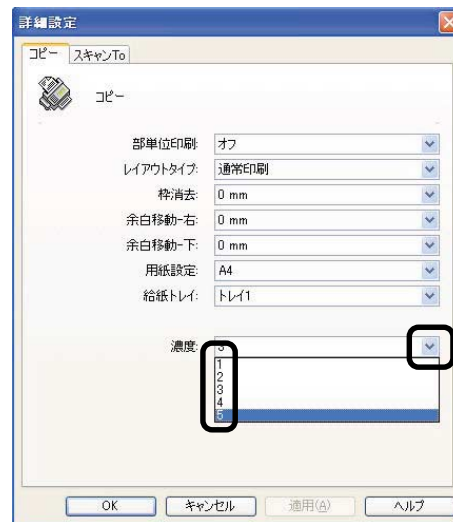 詳細設定
コピー スキャンTo
コピー
部単位印刷: オフ
レイアウトタイプ: 通常印刷
枠消去: 0 mm
余白移動-右: 0 mm
余白移動-下: 0 mm
用紙設定: A4
給紙トレイ: トレイ1
濃度: 3
1
2
3
4
5
OK キャンセル 適用(A) ヘルプ